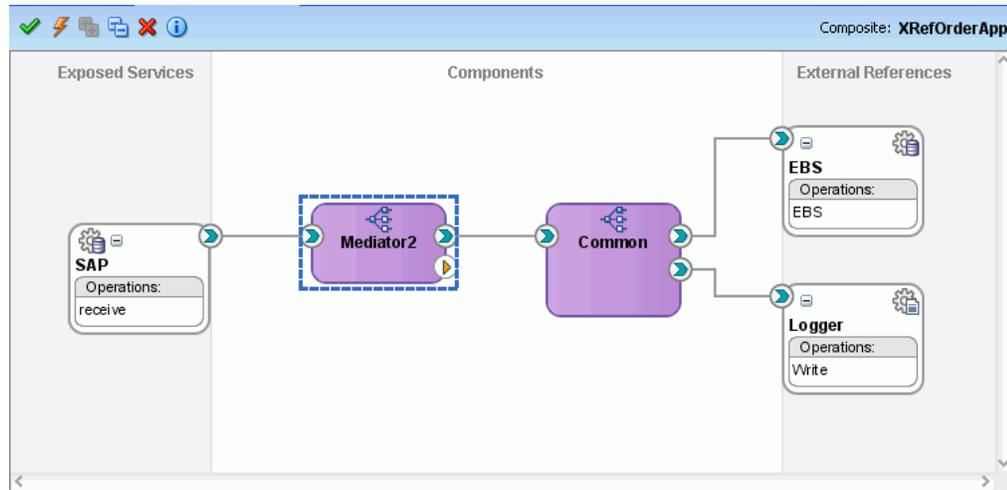 Composite: XRefOrderApp
Exposed Services
Components
External References
SAP
Operations:
receive
Mediator2
Common
EBS
Operations:
EBS
Logger
Operations:
Write